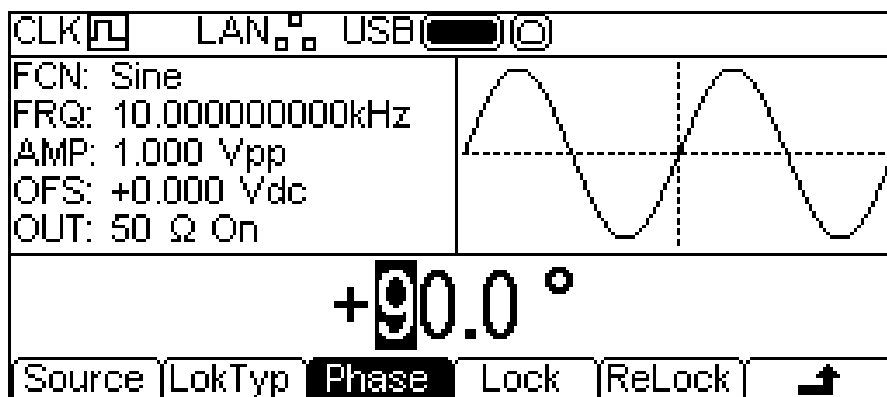 CLK LAN USB
FCN: Sine
FRQ: 10.000000000kHz
AMP: 1.000 Vpp
OFS: +0.000 Vdc
OUT: 50 Ω On
+90.0 °
Source LokTyp Phase Lock ReLock